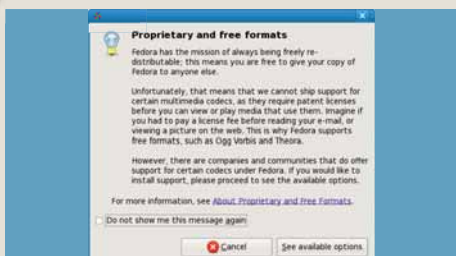 Proprietary and free formats
Fedora has the mission of always being freely re-
distributable; this means you are free to give your copy of
Fedora to anyone else.
Unfortunately, that means that we cannot ship support for
certain multimedia codecs, as they require patent licenses
before you can view or play media that use them. Imagine if
you had to pay a license fee before reading your e-mail, or
viewing a picture on the web. This is why Fedora supports
free formats, such as Ogg Vorbis and Theora.
However, there are companies and communities that do offer
support for certain codecs under Fedora. If you would like to
install support, please proceed to see the available options.
For more information, see About Proprietary and Free Formats.
Do not show me this message again
Cancel
See available options